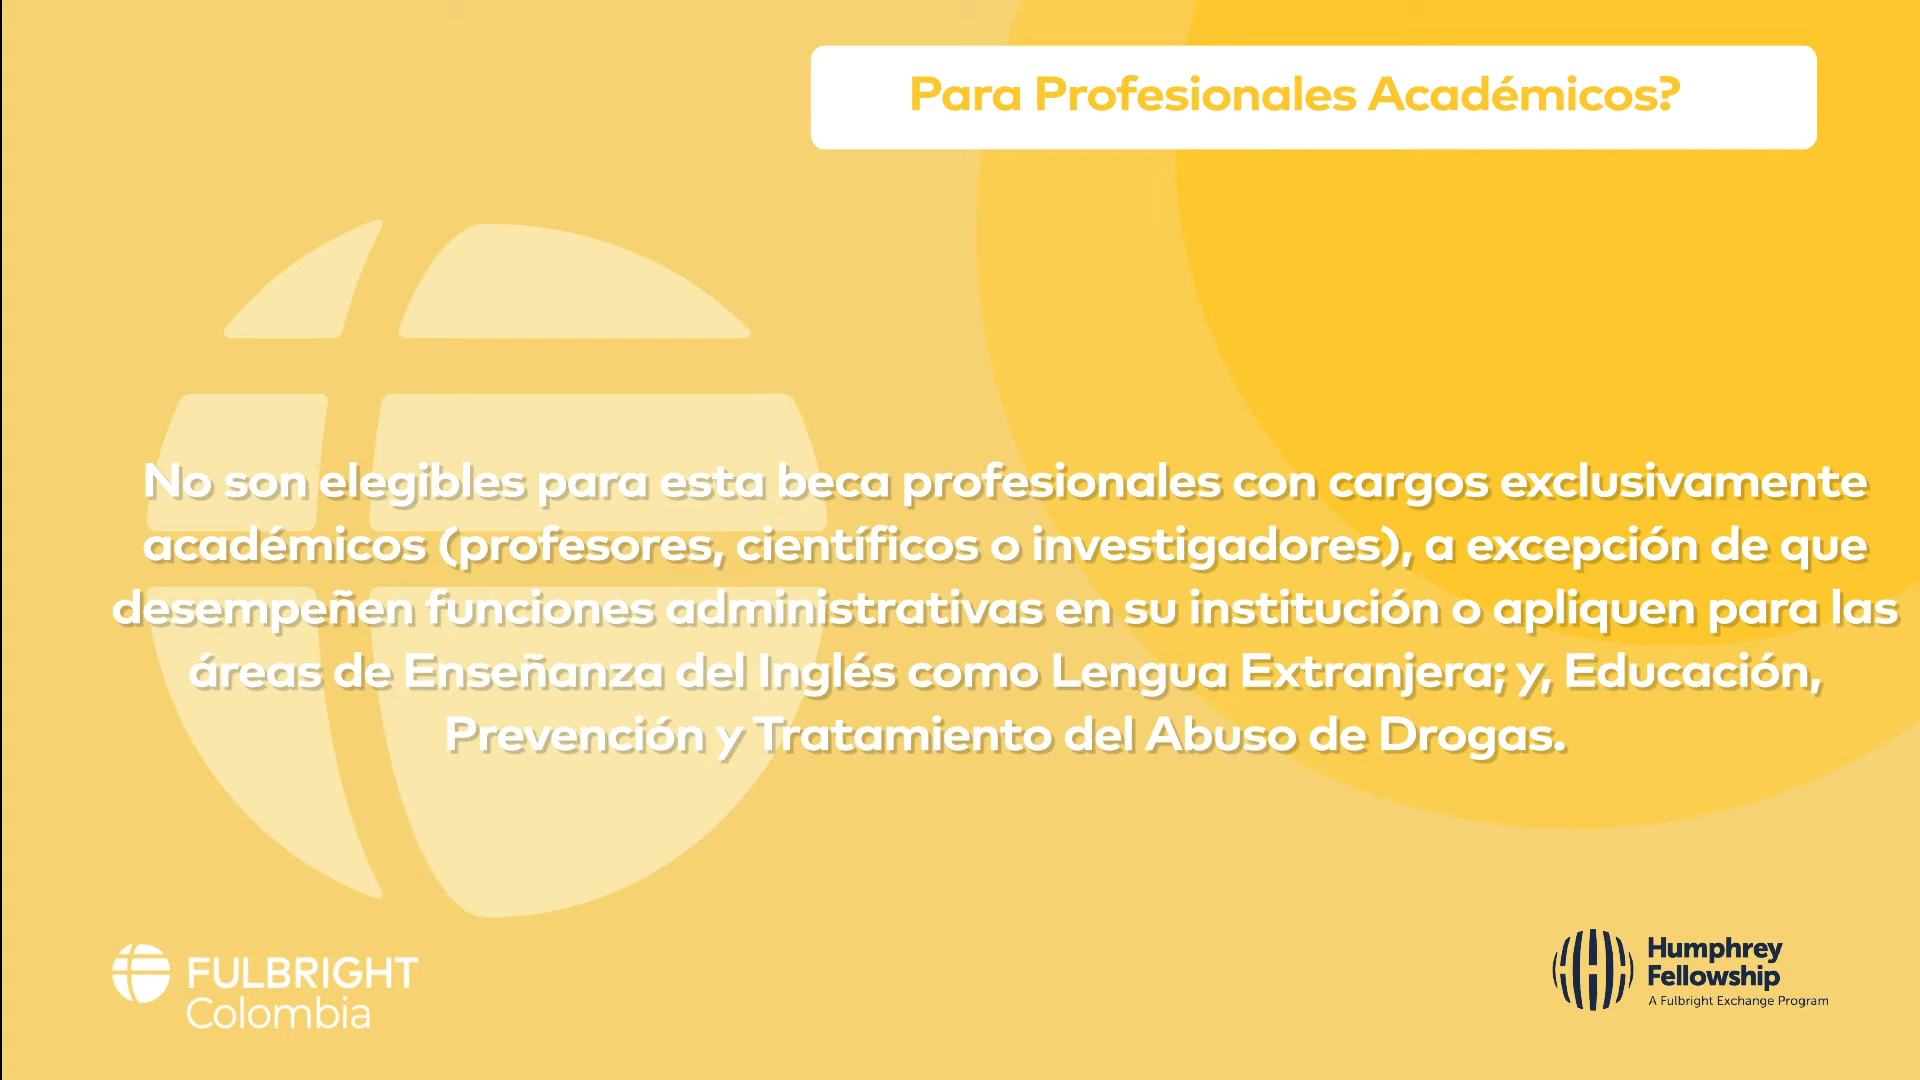 Para Profesionales Académicos?
No son elegibles para esta beca profesionales con cargos exclusivamente
académicos (profesores, científicos o investigadores), a excepción de que
desempeñen funciones administrativas en su institución o apliquen para las
áreas de Enseñanza del Inglés como Lengua Extranjera; y, Educación,
Prevención y Tratamiento del Abuso de Drogas.
FULBRIGHT
Colombia
Humphrey
Fellowship
A Fulbright Exchange Program